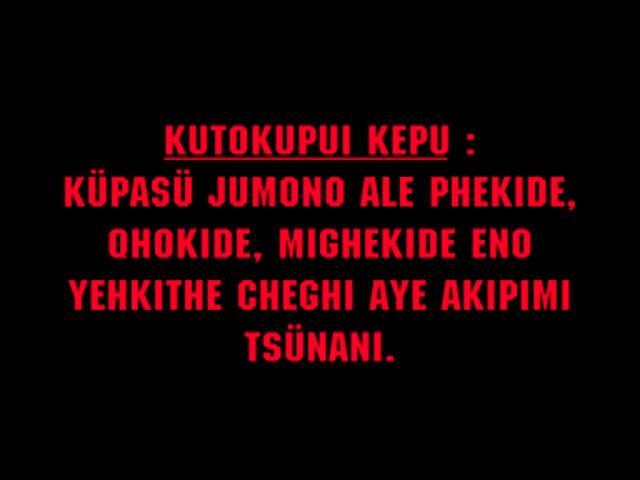 KUTOKUPUI KEPU :
KÜPASÜ JUMONO ALE PHEKIDE,
QHOKIDE, MIGHEKIDE ENO
YEHKITHE CHEGHI AYE AKIPIMI
TSÜNANI.